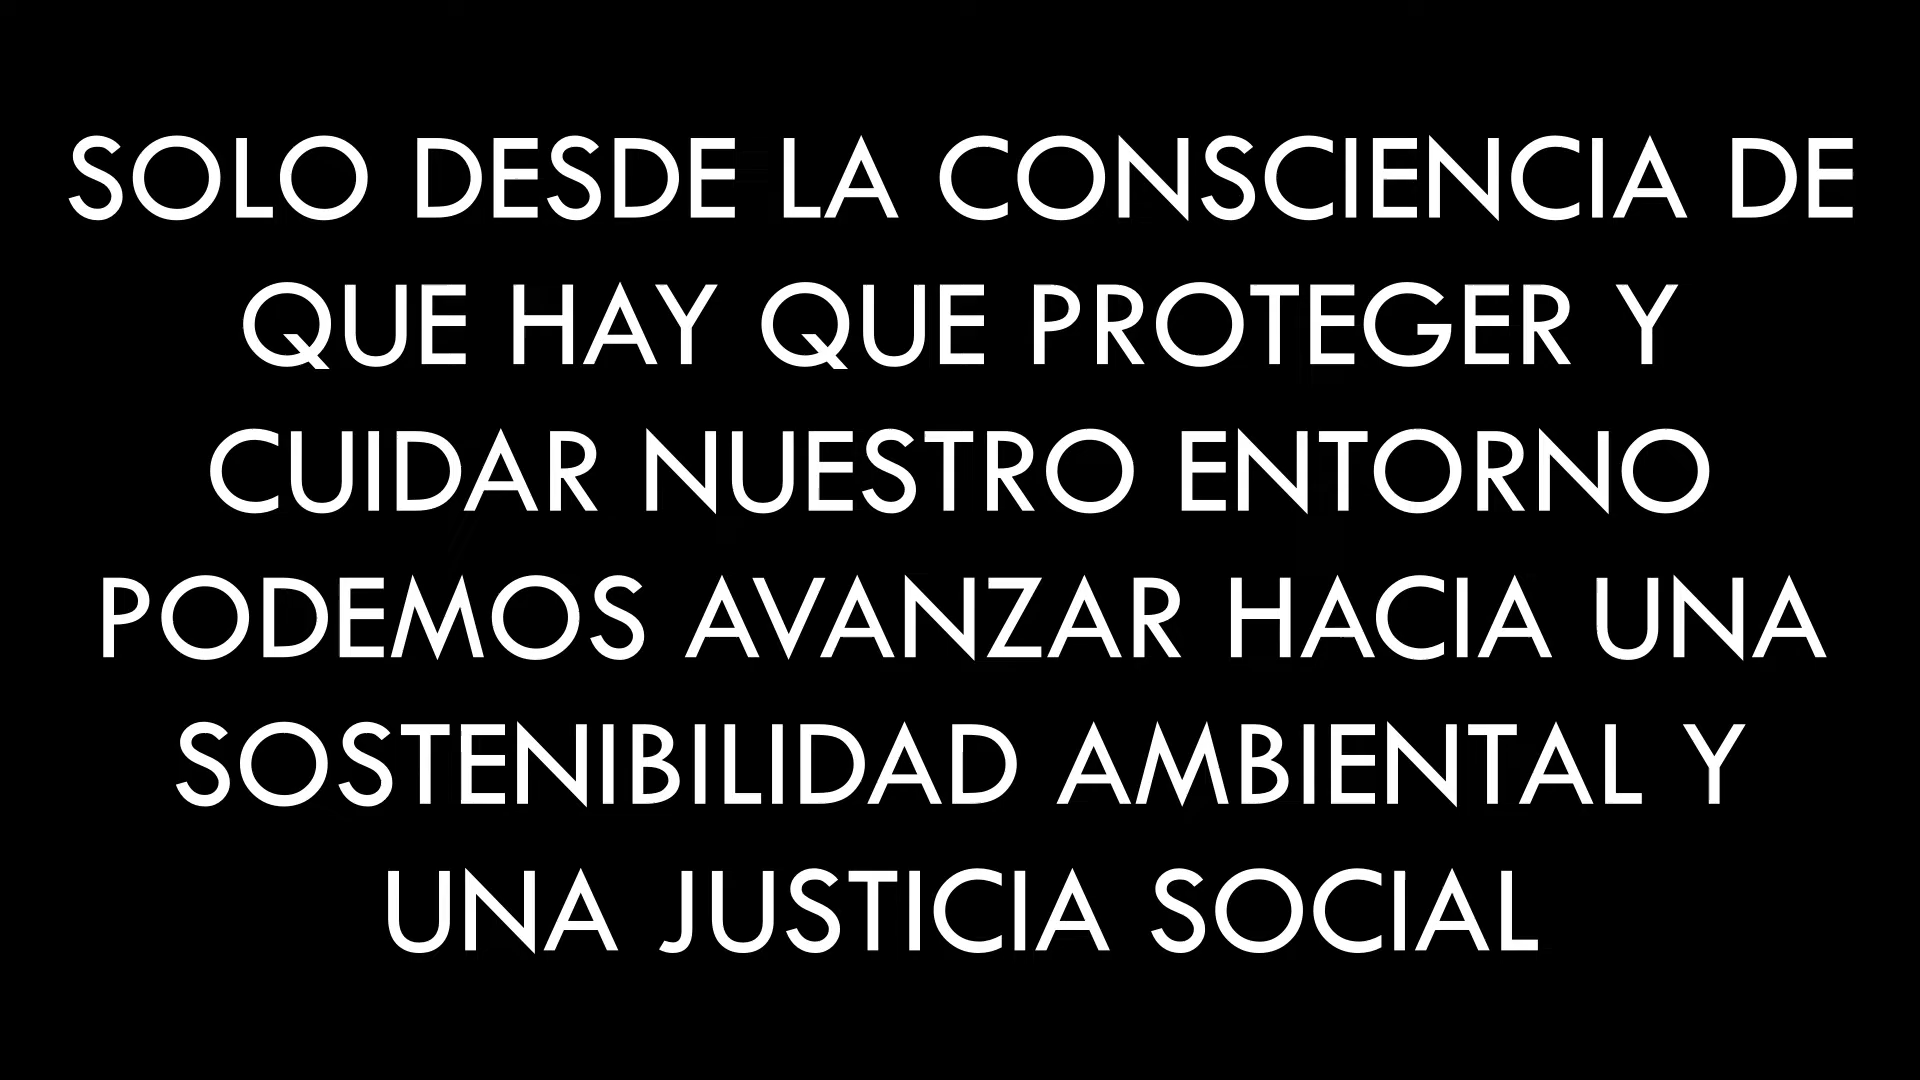 SOLO DESDE LA CONSCIENCIA DE
QUE HAY QUE PROTEGER Y
CUIDAR NUESTRO ENTORNO
PODEMOS AVANZAR HACIA UNA
SOSTENIBILIDAD AMBIENTAL Y
UNA JUSTICIA SOCIAL